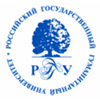 РОССИЙСКИЙ ГОСУДАРСТВЕННЫЙ ГУМАНИТАРНЫЙ УНИВЕРСИТЕТ
РГГУ